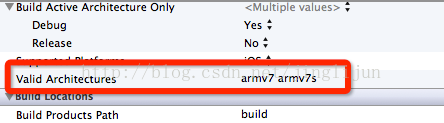 Build Active Architecture Only <Multiple values>
Debug Yes
Release No
Supported Platforms iOS
Valid Architectures armv7 armv7s
Build Locations
Build Products Path build